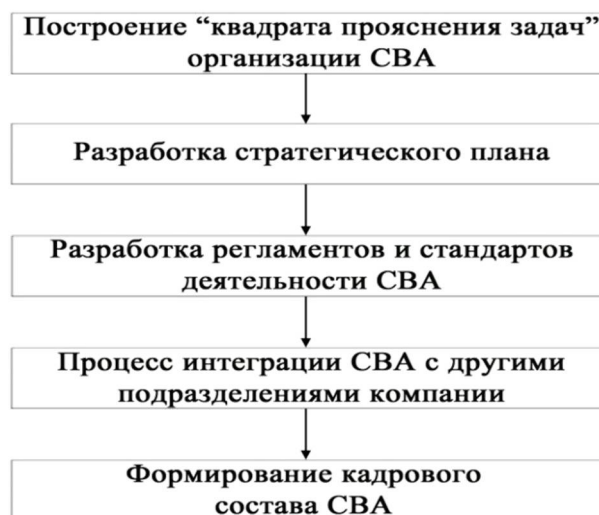 Построение “квадрата прояснения задач”
организации СВА
Разработка стратегического плана
Разработка регламентов и стандартов
деятельности СВА
Процесс интеграции СВА с другими
подразделениями компании
Формирование кадрового
состава СВА